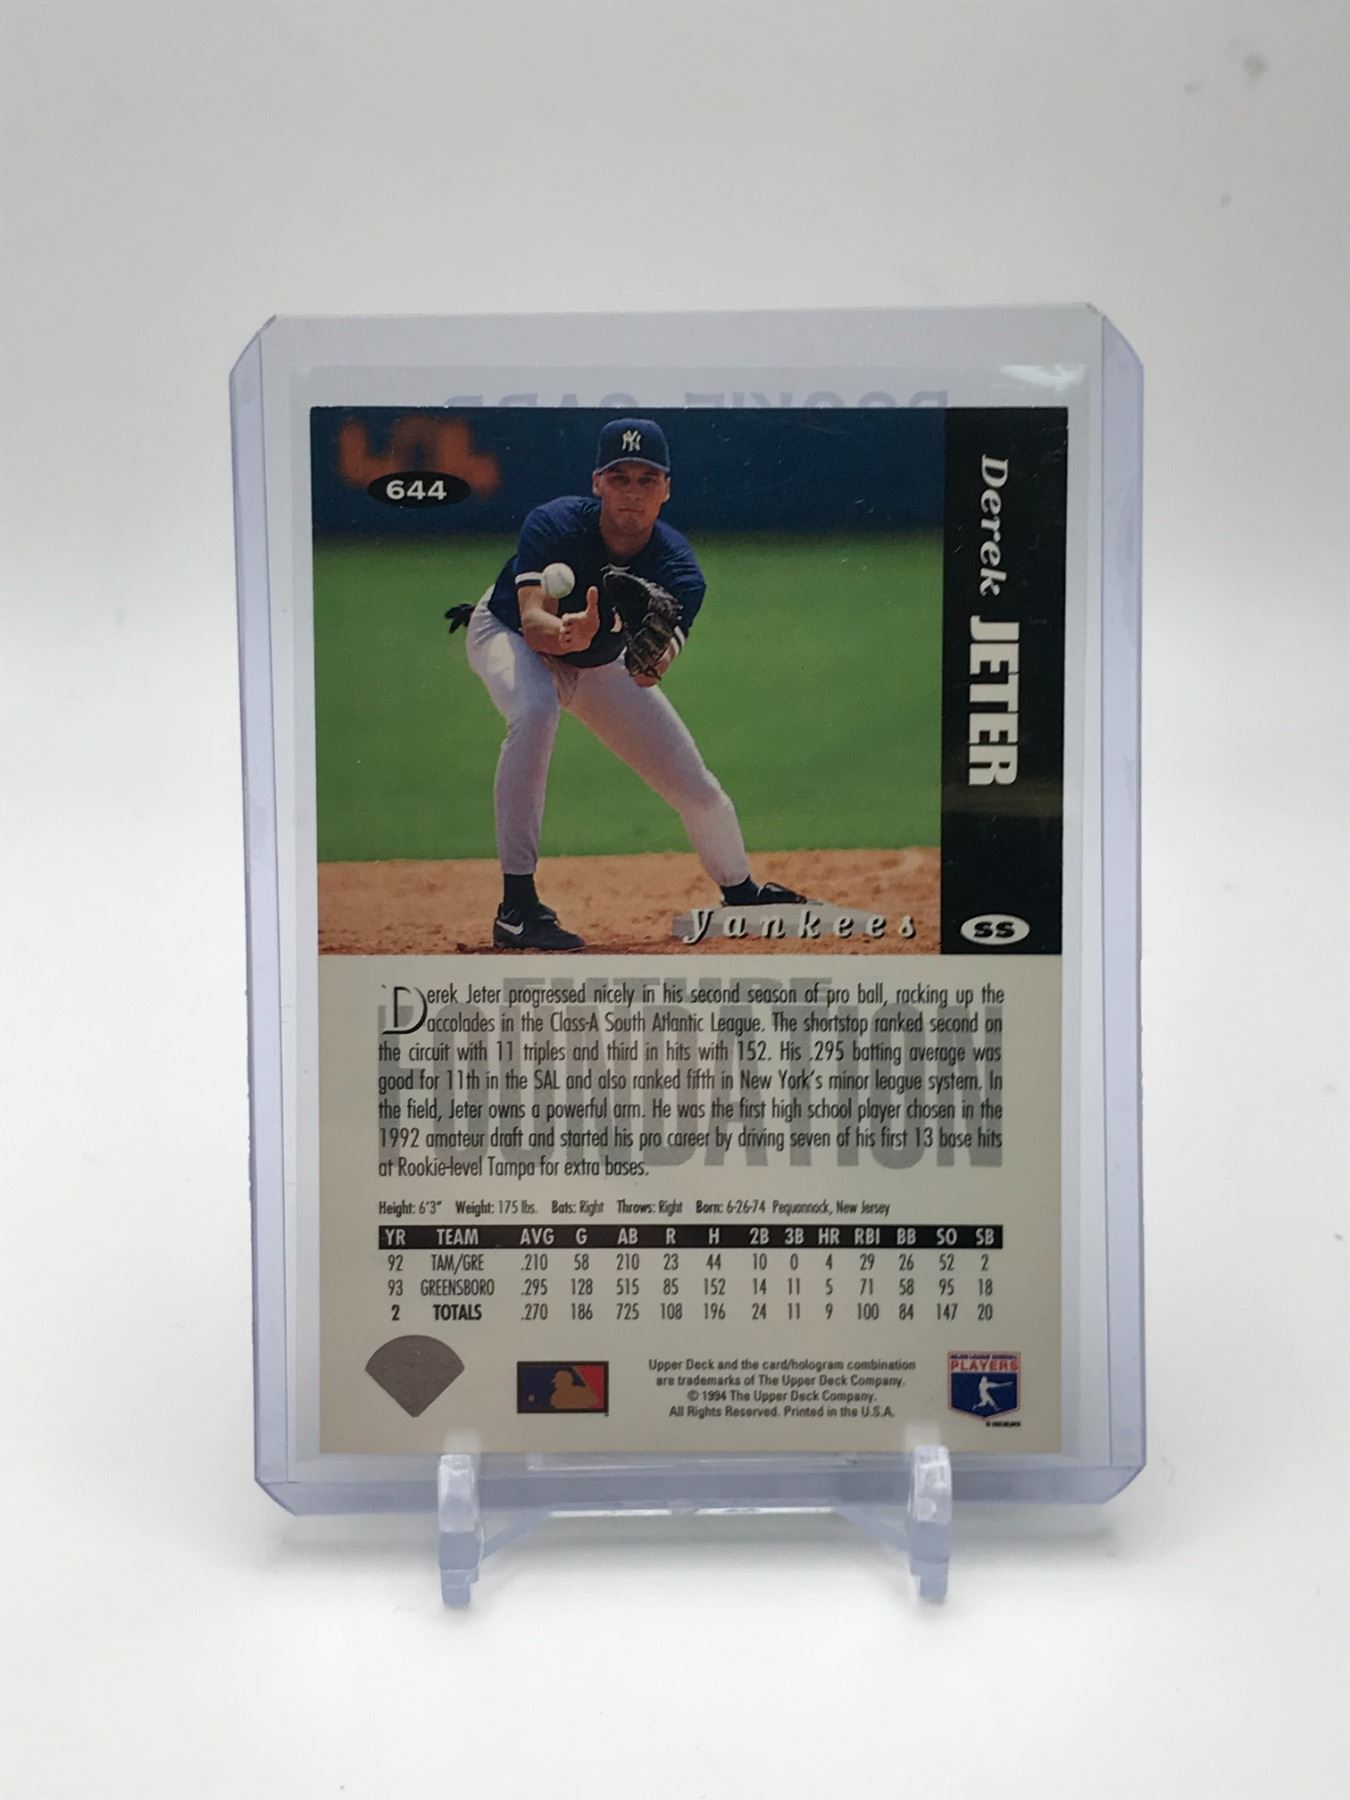 ROOKIE CARD
644
Derek JETER
SS
Yankees
FUTURE
FOUNDATION
Derek Jeter progressed nicely in his second season of pro ball, racking up the
accolades in the Class-A South Atlantic League. The shortstop ranked second on
the circuit with 11 triples and third in hits with 152. His .295 batting average was
good for 11th in the SAL and also ranked fifth in New York's minor league system. In
the field, Jeter owns a powerful arm. He was the first high school player chosen in the
1992 amateur draft and started his pro career by driving seven of his first 13 base hits
at Rookie-level Tampa for extra bases.
Height: 6'3" Weight: 175 lbs. Bats: Right Throws: Right Born: 6-26-74 Pequannock, New Jersey
YR TEAM AVG G AB R H 2B 3B HR RBI BB SO SB
92 TAM/GRE .210 58 210 23 44 10 0 4 29 26 52 2
93 GREENSBORO .295 128 515 85 152 14 11 5 71 58 95 18
2 TOTALS .270 186 725 108 196 24 11 9 100 84 147 20
Upper Deck and the card/hologram combination
are trademarks of The Upper Deck Company.
© 1994 The Upper Deck Company.
All Rights Reserved. Printed in the U.S.A.
MAJOR LEAGUE BASEBALL
PLAYERS